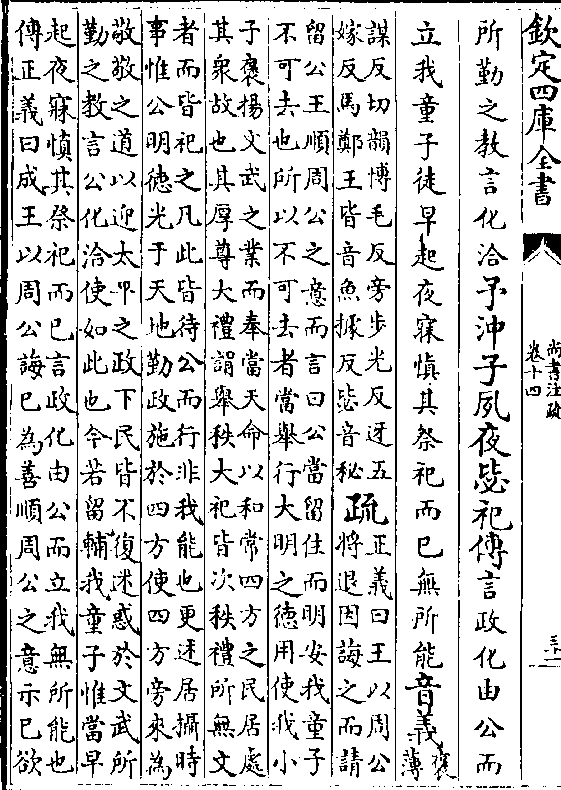 欽定四庫全書
尚書注疏
卷十四
所勤之教言化洽予沖子夙夜毖祀傳言政化由公而
立我童子徒早起夜寐慎其祭祀而已無所能音義褒
薄
謀反切韻博毛反旁步光反迓五
嫁反馬鄭王皆音魚據反毖音秘
疏
正義曰王以周公
將退因誨之而請
留公王順周公之意而言曰公當留住而明安我童子
不可去也所以不可去者當舉行大明之德用使我小
子褒揚文武之業而奉當天命以和常四方之民居處
其衆故也其厚尊大禮謂舉秩大祀皆次秩禮所無文
者而皆祀之凡此皆待公而行非我能也更述居攝時
事惟公明德光于天地勤政施於四方使四方旁來為
敬敬之道以迎太平之政下民皆不復迷惑於文武所
勤之教言公化洽使如此也今若留輔我童子惟當早
起夜寐慎其祭祀而已言政化由公而立我無所能也
傳正義曰成王以周公誨已為善順周公之意示已欲